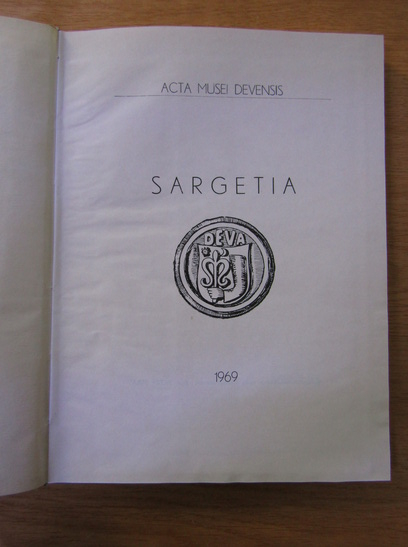 ACTA MUSEI DEVENSIS
SARGETIA
DEVA
1969